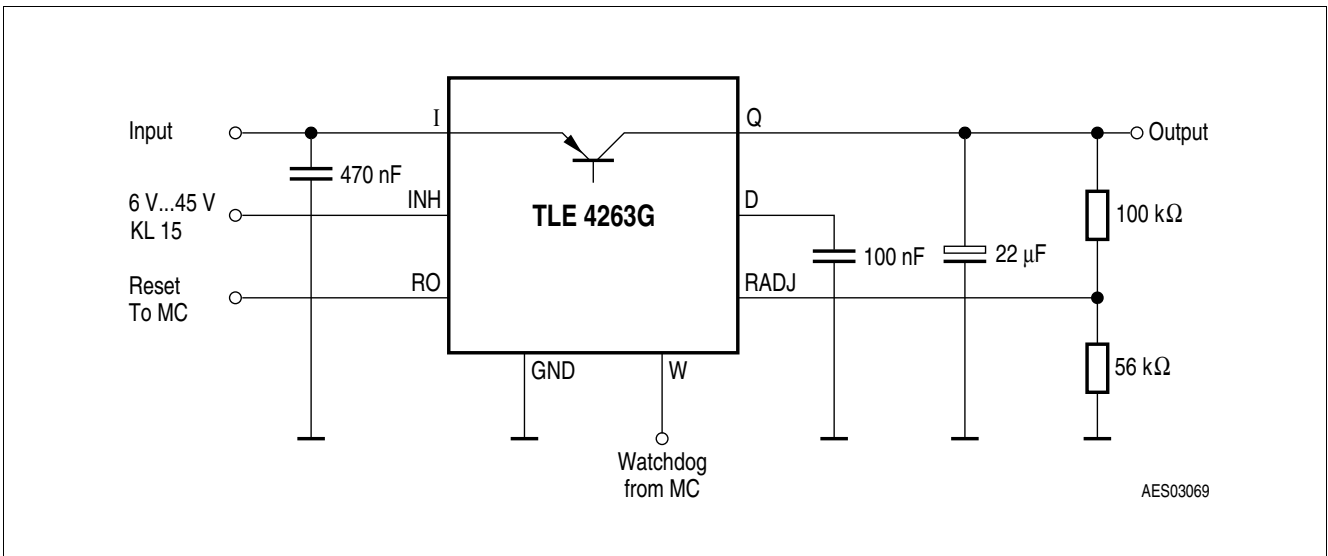 Input
I
Q
Output
470 nF
6 V...45 V
KL 15
INH
TLE 4263G
D
100 kΩ
100 nF
22 μF
Reset
To MC
RO
RADJ
GND
W
56 kΩ
Watchdog
from MC
AES03069